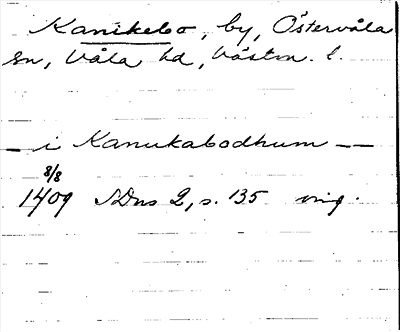 Kanikebo, by, Östervåla
sn, Våla hd, Västm. l.
— i Kanukabodhum —
8/8
1409 SDns 2, s. 135 orig.